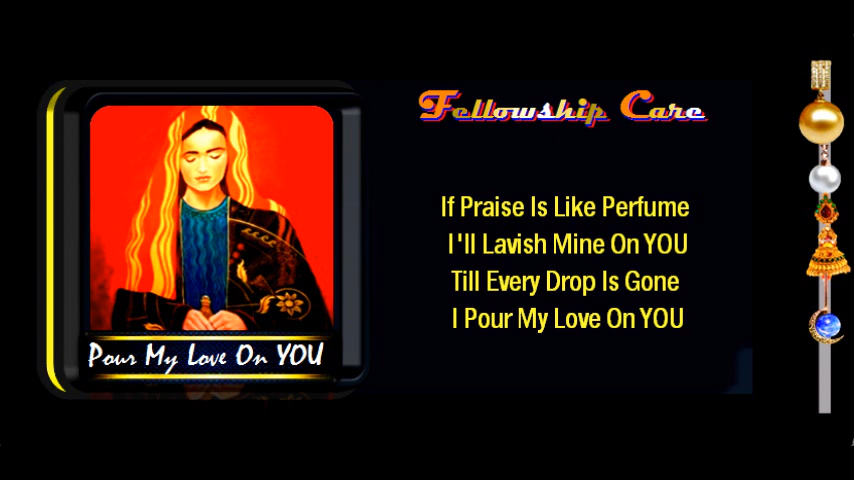 Fellowship Care
If Praise Is Like Perfume
I'll Lavish Mine On YOU
Till Every Drop Is Gone
I Pour My Love On YOU
Pour My Love On YOU